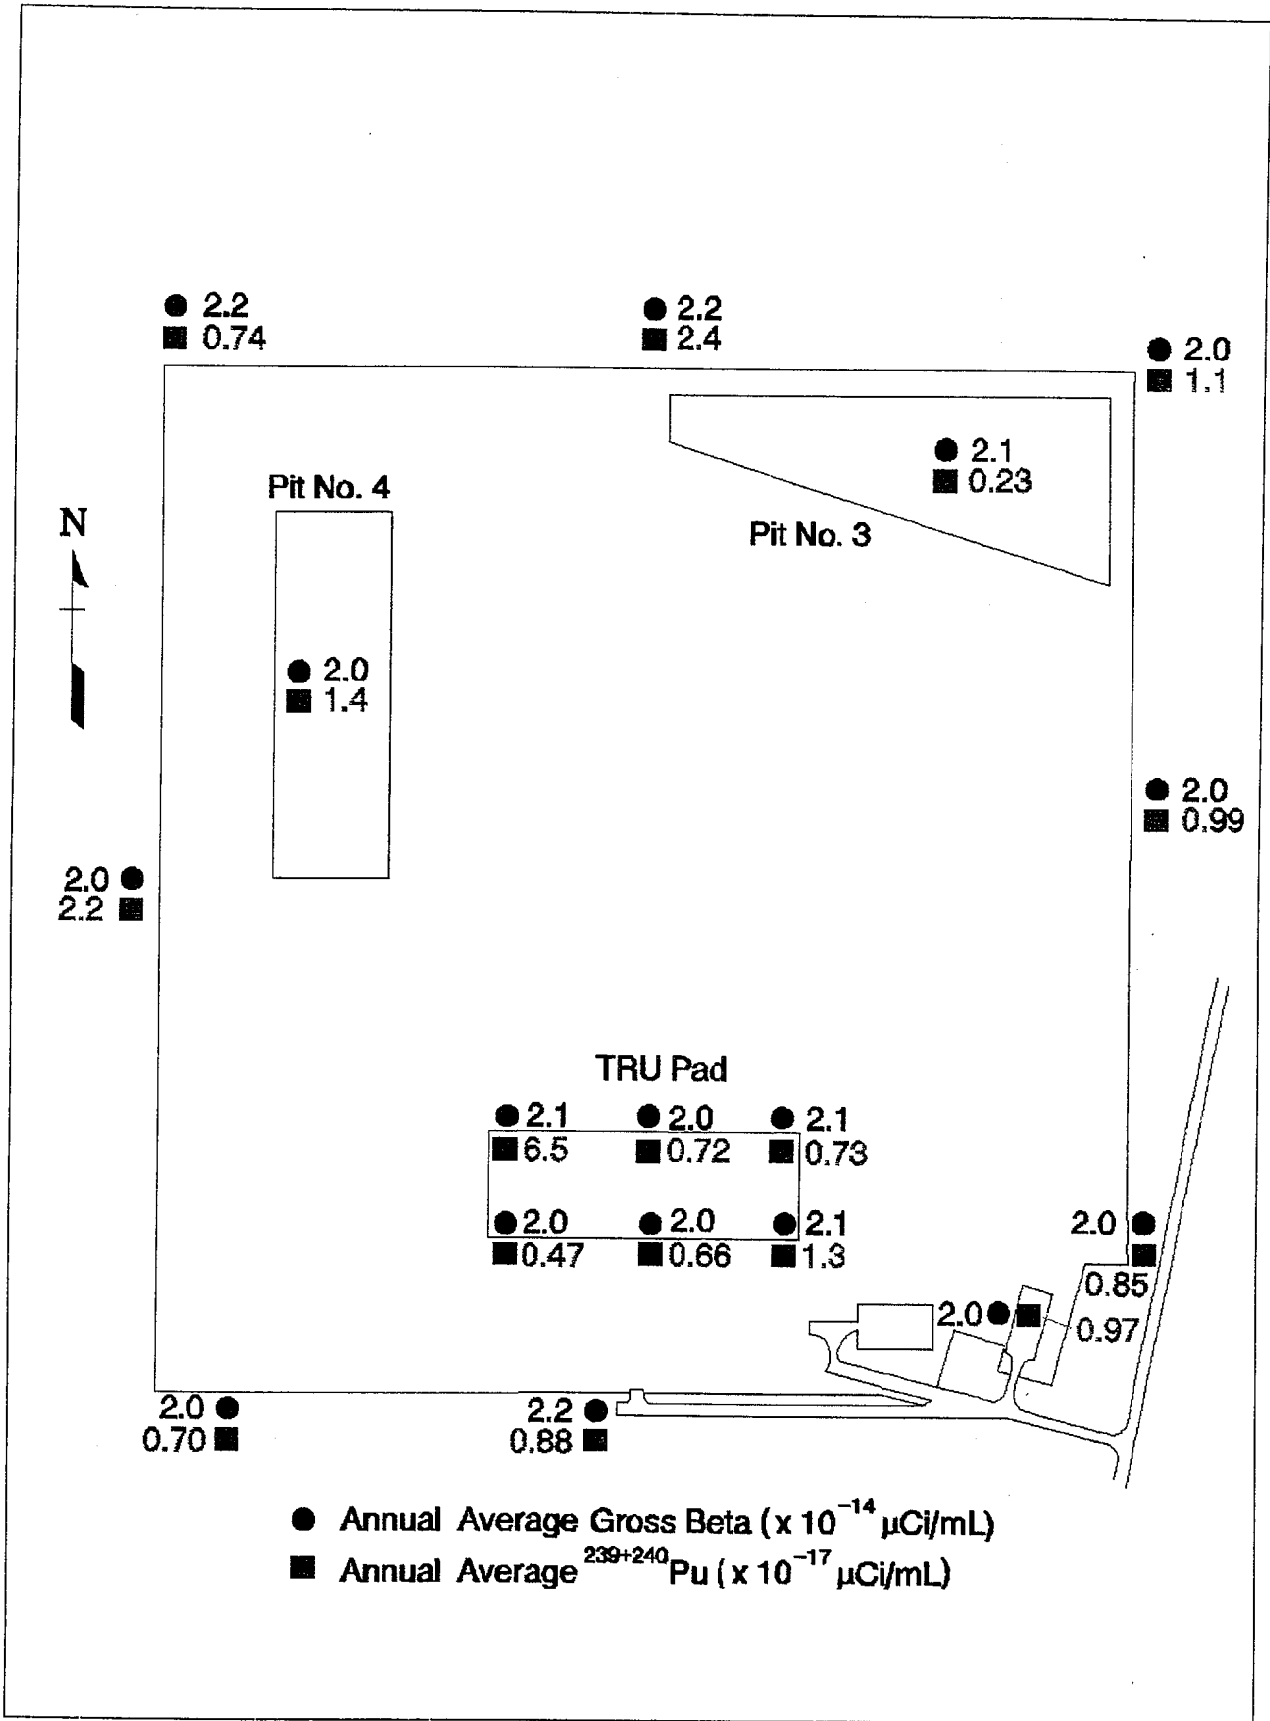 ● 2.2
■ 0.74
● 2.2
■ 2.4
● 2.0
■ 1.1
● 2.1
■ 0.23
Pit No. 3
Pit No. 4
N
● 2.0
■ 1.4
● 2.0
■ 0.99
2.0 ●
2.2 ■
TRU Pad
● 2.1 ● 2.0 ● 2.1
■ 6.5 ■ 0.72 ■ 0.73
● 2.0 ● 2.0 ● 2.1
■ 0.47 ■ 0.66 ■ 1.3
2.0 ●
■
0.85
2.0 ● ■
0.97
2.0 ●
0.70 ■
2.2 ●
0.88 ■
● Annual Average Gross Beta (x 10⁻¹⁴ µCi/mL)
■ Annual Average ²³⁹⁺²⁴⁰Pu (x 10⁻¹⁷ µCi/mL)